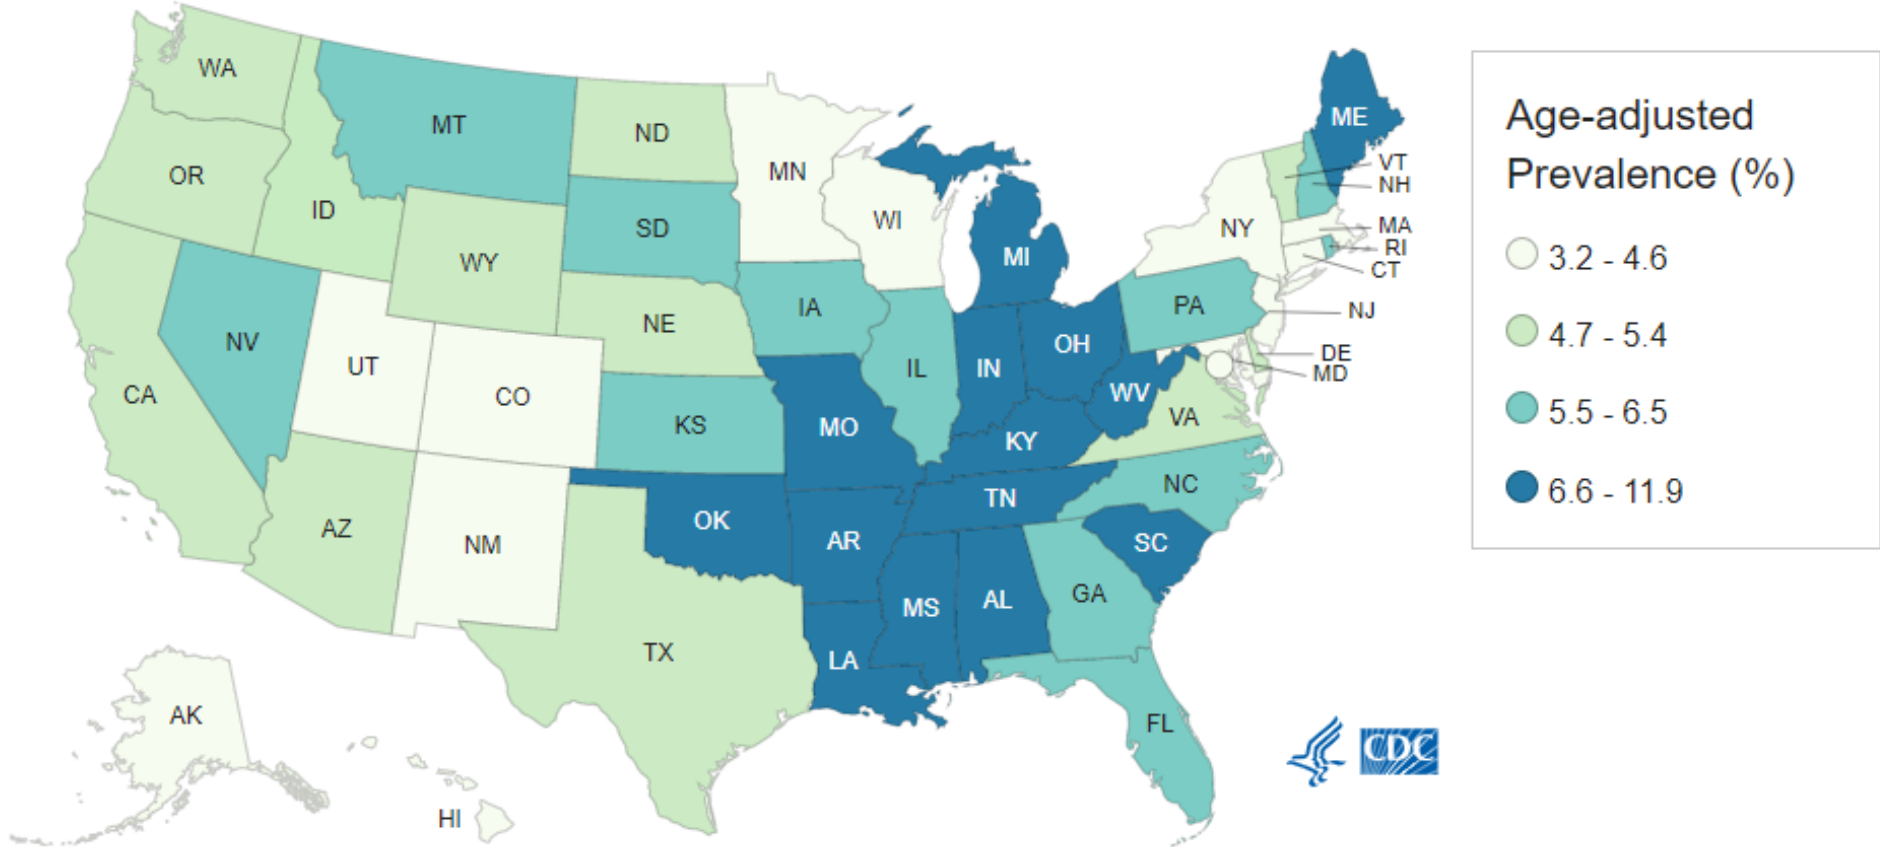 WA
MT
ND
MN
ME
VT
NH
OR
ID
SD
WI
NY
MA
RI
WY
MI
CT
NV
NE
IA
PA
NJ
UT
CO
IL
IN
OH
DE
MD
CA
KS
MO
WV
VA
KY
AZ
NM
OK
AR
TN
NC
SC
TX
LA
MS
AL
GA
FL
AK
HI
CDC
Age-adjusted
Prevalence (%)
3.2 - 4.6
4.7 - 5.4
5.5 - 6.5
6.6 - 11.9